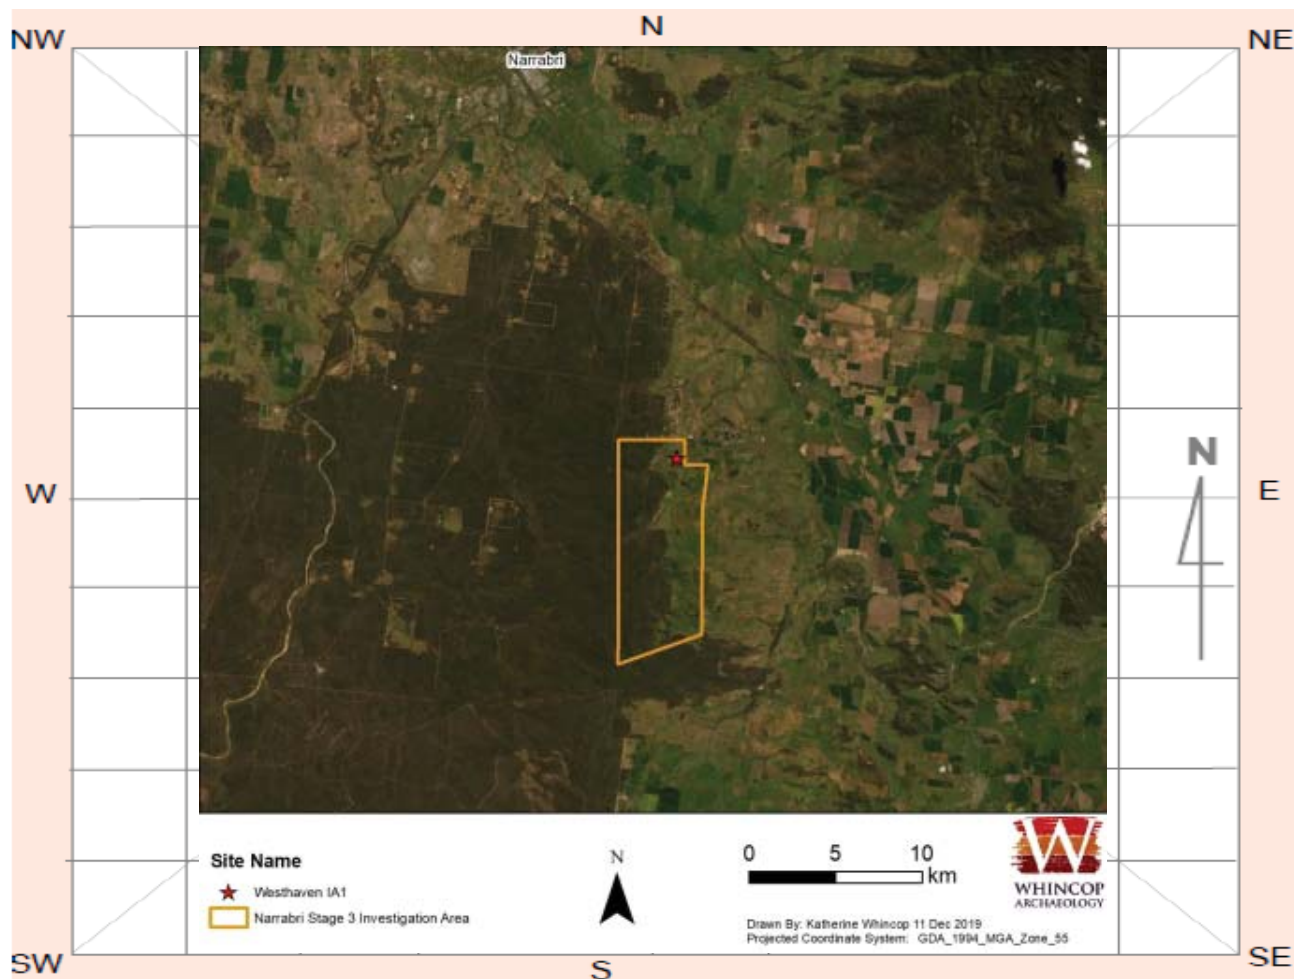 N
NW
NE
Narrabri
N
W
E
Site Name
Westhaven IA1
Narrabri Stage 3 Investigation Area
N
0 5 10
km
W
WHINCOP
ARCHAEOLOGY
Drawn By: Katherine Whincop 11 Dec 2019
Projected Coordinate System: GDA_1994_MGA_Zone_55
SW
S
SE